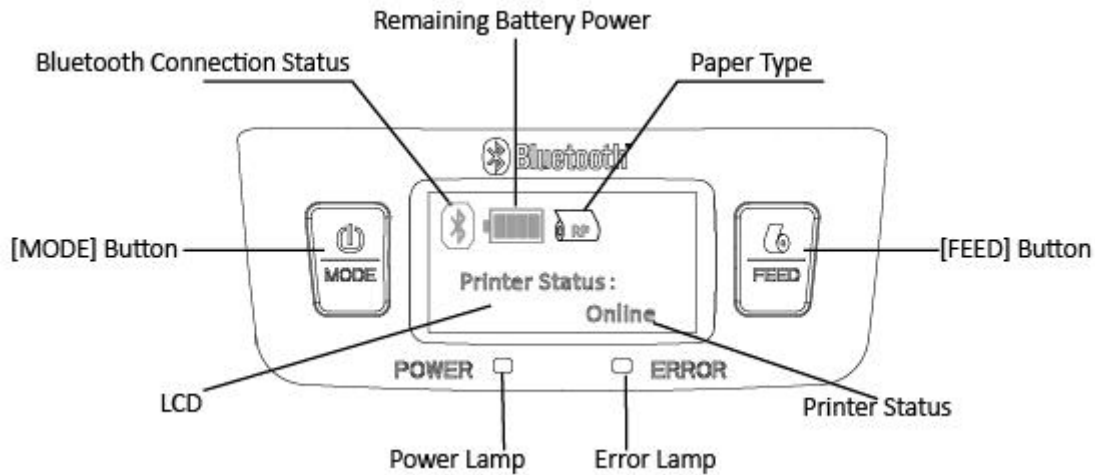 Remaining Battery Power
Bluetooth Connection Status
Paper Type
Bluetooth
[MODE] Button
MODE
RP
FEED
[FEED] Button
Printer Status :
Online
POWER
ERROR
LCD
Printer Status
Power Lamp
Error Lamp